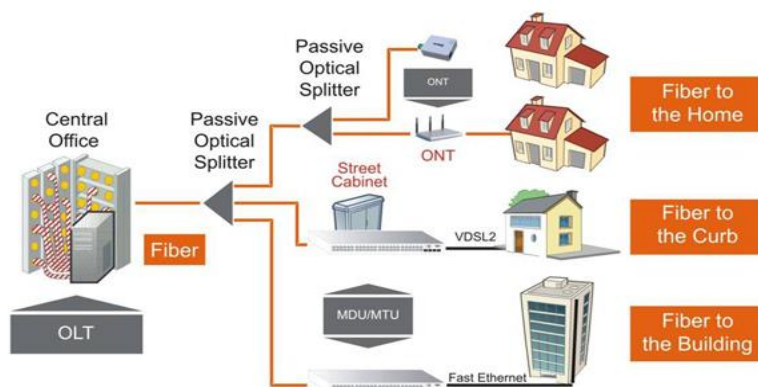 Central
Office
OLT
Fiber
Passive
Optical
Splitter
Passive
Optical
Splitter
ONT
ONT
Street
Cabinet
VDSL2
MDU/MTU
Fast Ethernet
Fiber to
the Home
Fiber to
the Curb
Fiber to
the Building